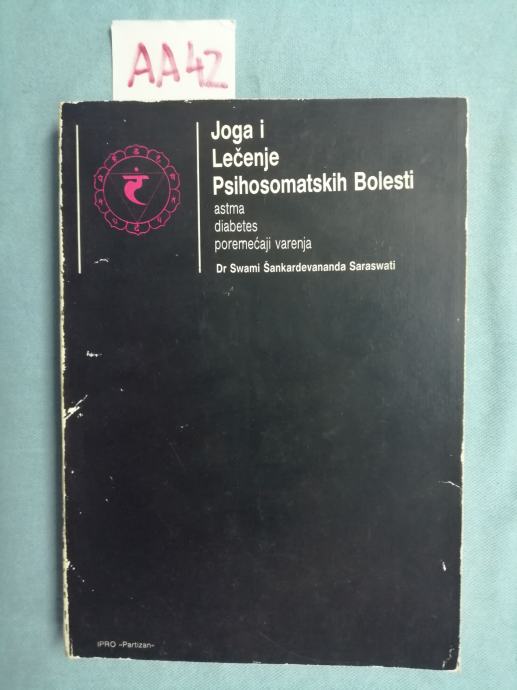 AA42
Joga i
Lečenje
Psihosomatskih Bolesti
astma
diabetes
poremećaji varenja
Dr Swami Šankardevananda Saraswati
रं
IPRO -Partizan-